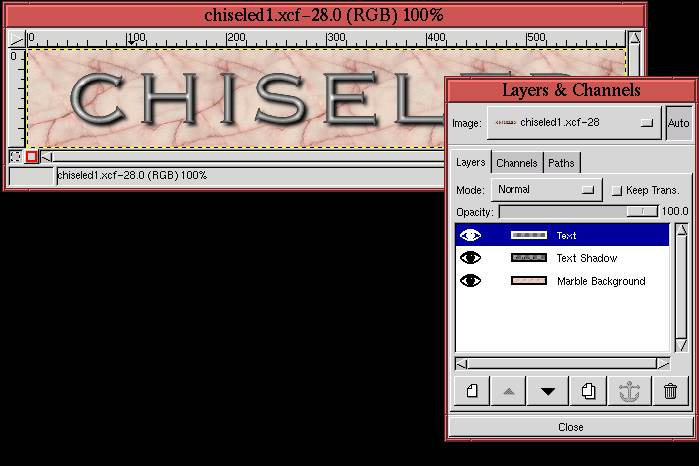 chiseled1.xcf-28.0 (RGB) 100%
0 100 200 300 400 500
0
CHISELED
chiseled1.xcf-28.0 (RGB) 100%
Layers & Channels
Image: chiseled1.xcf-28 Auto
Layers Channels Paths
Mode: Normal Keep Trans.
Opacity: 100.0
Text
Text Shadow
Marble Background
Close